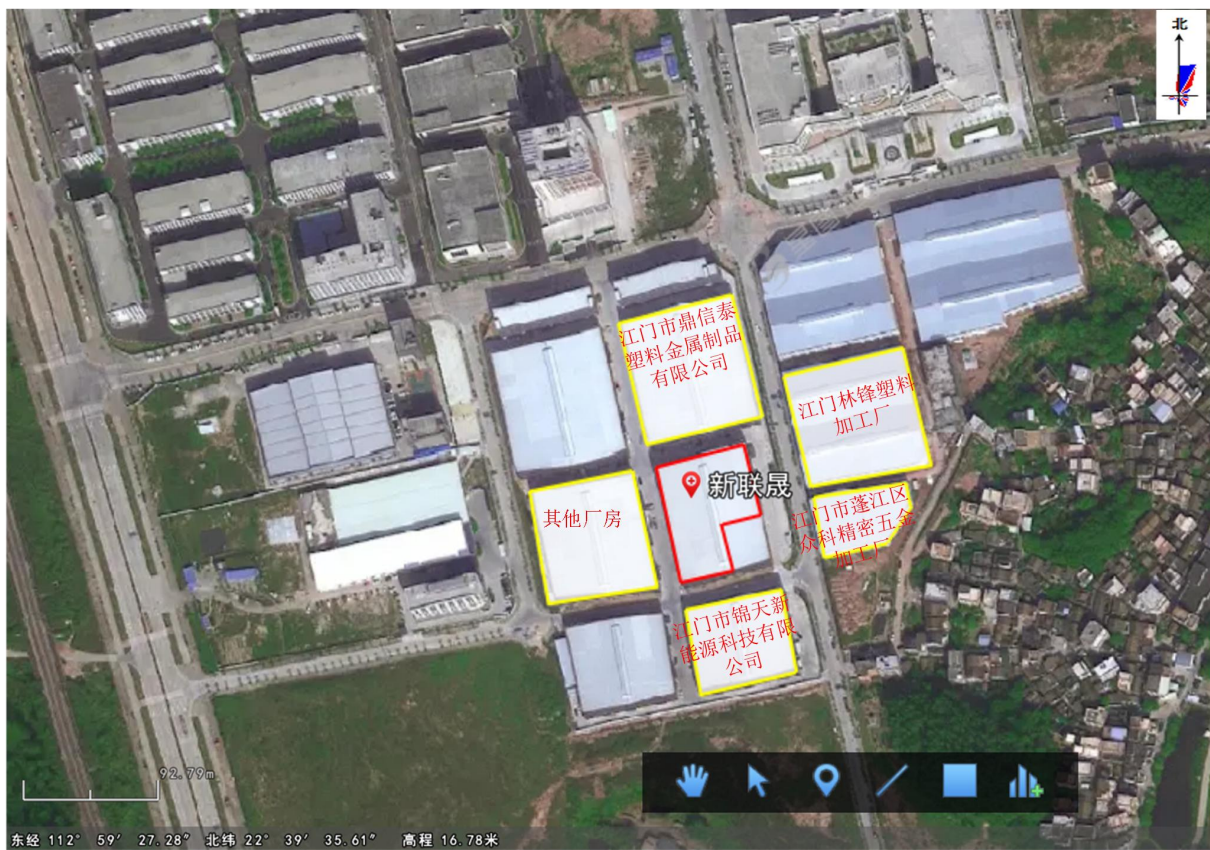 北
江门市鼎信泰
塑料金属制品
有限公司
江门林锋塑料
加工厂
新联晟
其他厂房
江门市蓬江区
众科精密五金
加工厂
江门市锦天新
能源科技有限
公司
92.79m
东经 112° 59′ 27.28″ 北纬 22° 39′ 35.61″ 高程 16.78米